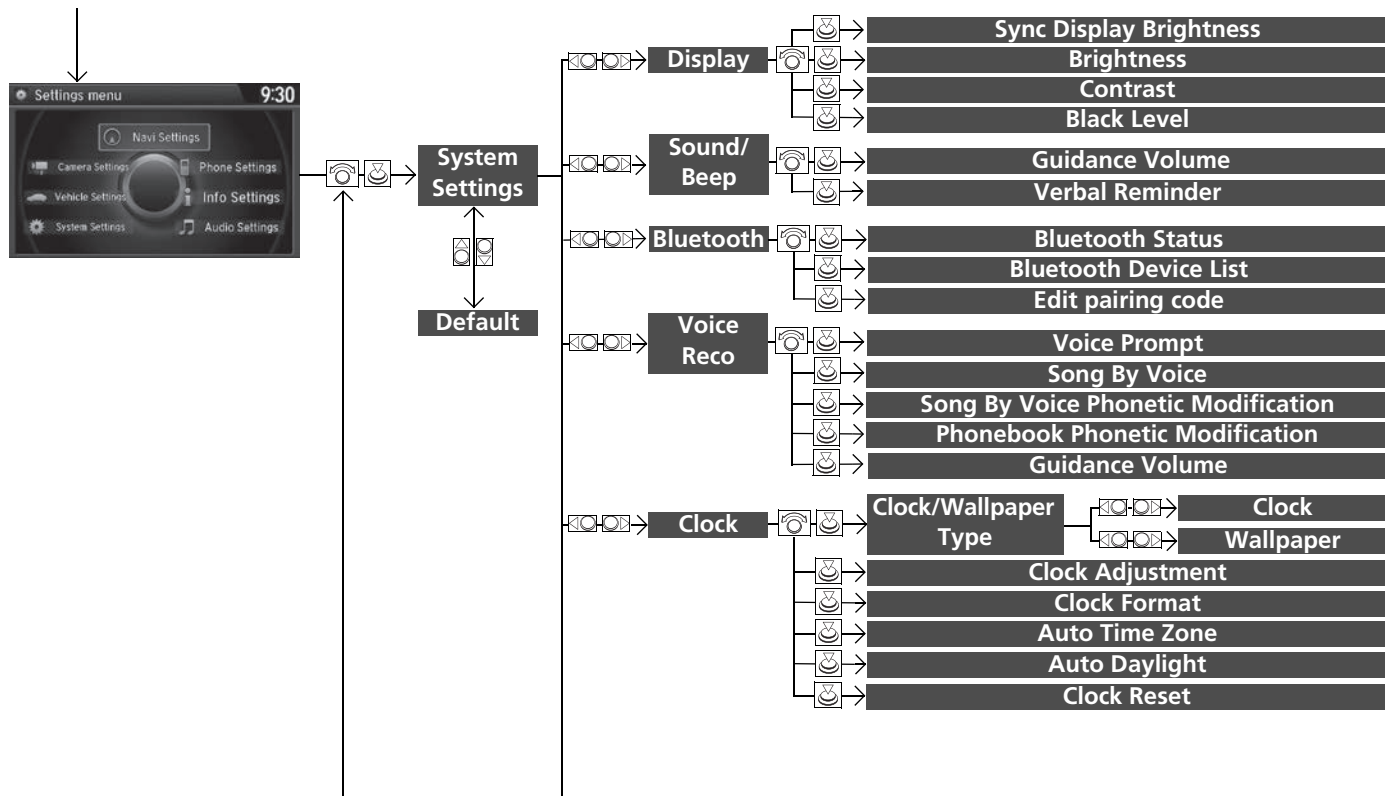 Settings menu 9:30
Navi Settings
Camera Settings
Phone Settings
Vehicle Settings
Info Settings
System Settings
Audio Settings
System
Settings
Default
Display
Sync Display Brightness
Brightness
Contrast
Black Level
Sound/
Beep
Guidance Volume
Verbal Reminder
Bluetooth
Bluetooth Status
Bluetooth Device List
Edit pairing code
Voice
Reco
Voice Prompt
Song By Voice
Song By Voice Phonetic Modification
Phonebook Phonetic Modification
Guidance Volume
Clock
Clock/Wallpaper
Type
Clock
Wallpaper
Clock Adjustment
Clock Format
Auto Time Zone
Auto Daylight
Clock Reset